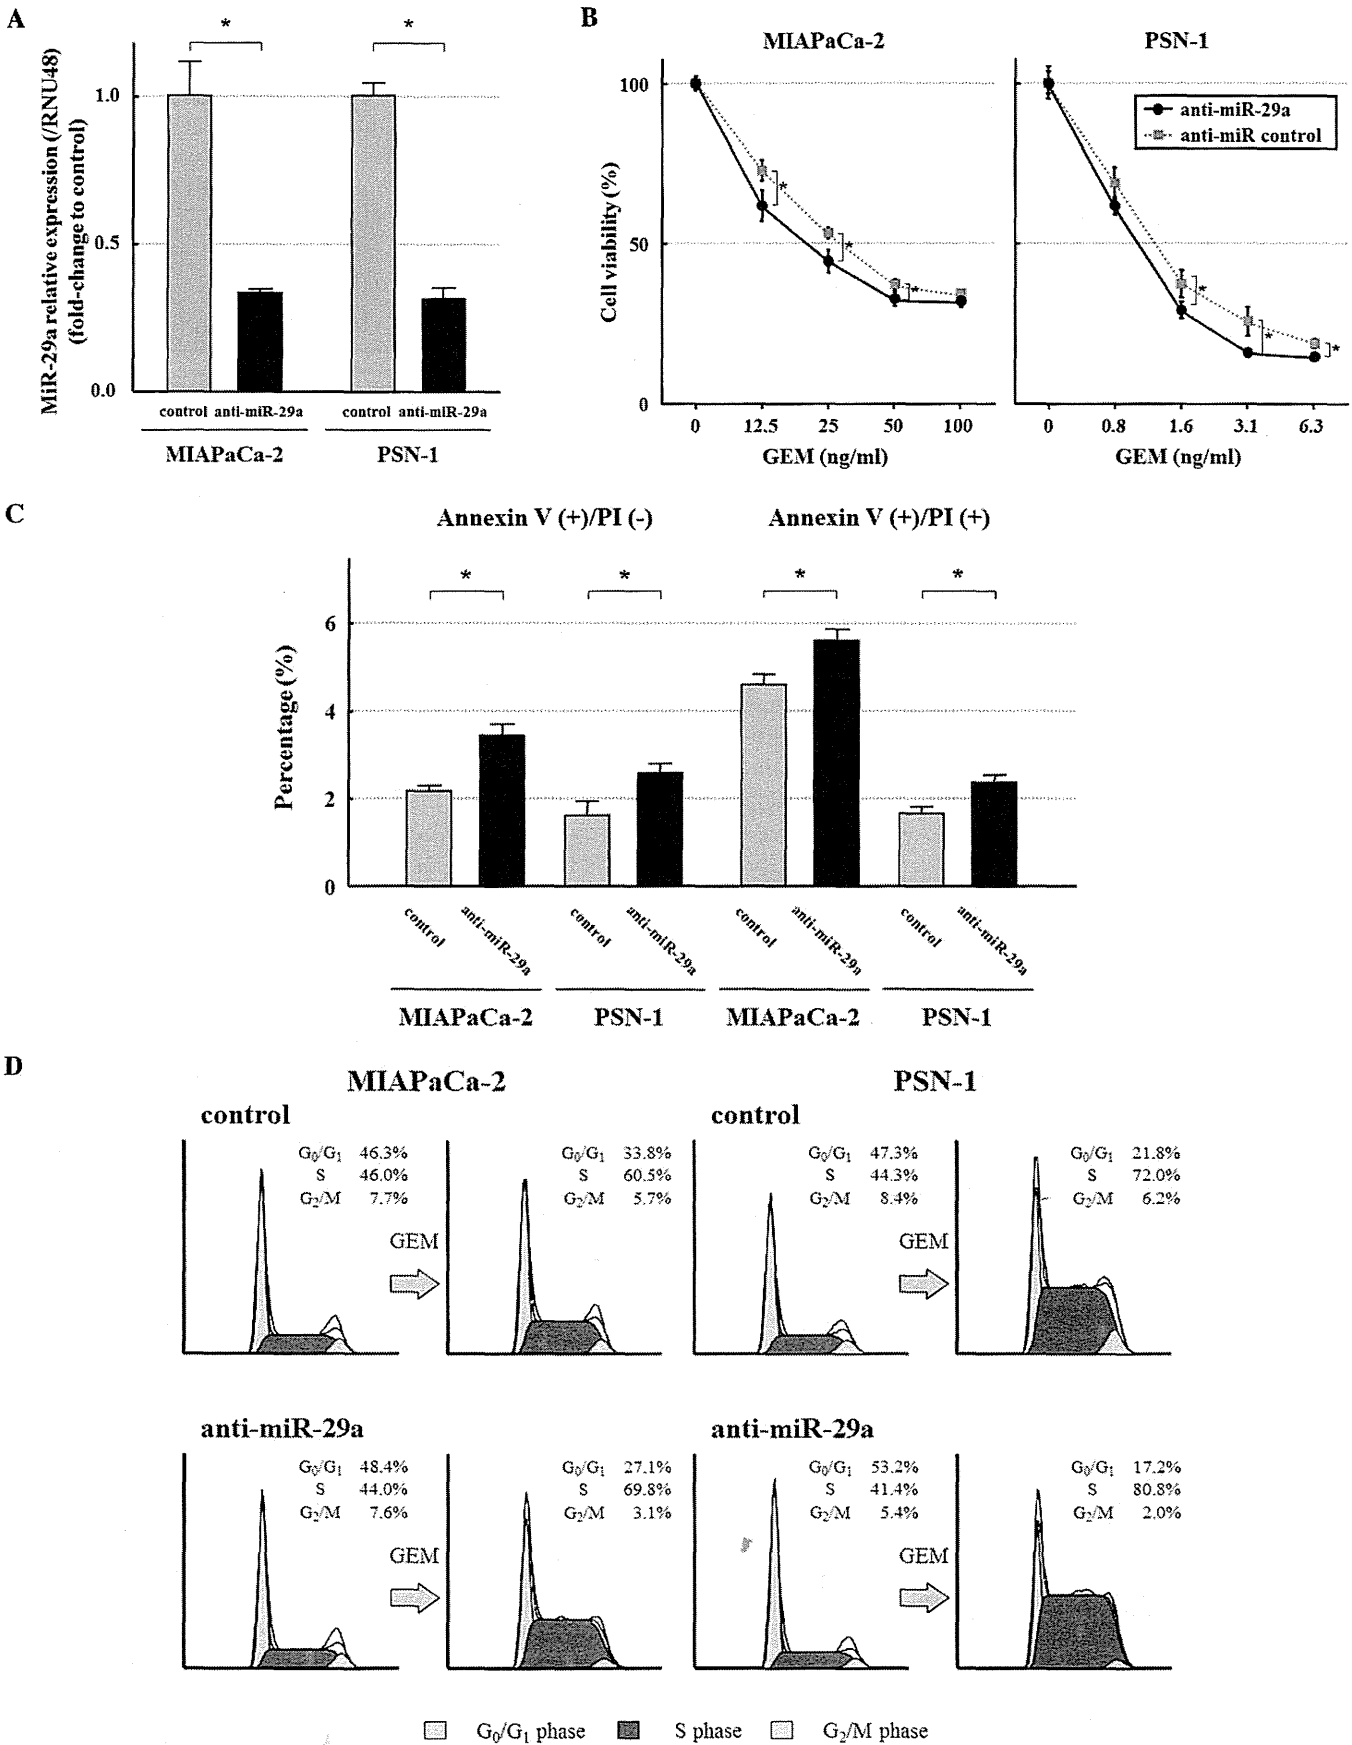 A
MiR-29a relative expression (/RNU48)
(fold-change to control)
1.0
0.5
0.0
*
*
control anti-miR-29a
control anti-miR-29a
MIAPaCa-2
PSN-1
B
MIAPaCa-2
PSN-1
Cell viability (%)
100
50
0
anti-miR-29a
anti-miR control
*
*
*
*
*
*
0 12.5 25 50 100
0 0.8 1.6 3.1 6.3
GEM (ng/ml)
GEM (ng/ml)
C
Annexin V (+)/PI (-)
Annexin V (+)/PI (+)
Percentage (%)
6
4
2
0
*
*
*
*
control
anti-miR-29a
control
anti-miR-29a
control
anti-miR-29a
control
anti-miR-29a
MIAPaCa-2
PSN-1
MIAPaCa-2
PSN-1
D
MIAPaCa-2
PSN-1
control
G0/G1 46.3%
S 46.0%
G2/M 7.7%
GEM
G0/G1 33.8%
S 60.5%
G2/M 5.7%
control
G0/G1 47.3%
S 44.3%
G2/M 8.4%
GEM
G0/G1 21.8%
S 72.0%
G2/M 6.2%
anti-miR-29a
G0/G1 48.4%
S 44.0%
G2/M 7.6%
GEM
G0/G1 27.1%
S 69.8%
G2/M 3.1%
anti-miR-29a
G0/G1 53.2%
S 41.4%
G2/M 5.4%
GEM
G0/G1 17.2%
S 80.8%
G2/M 2.0%
G0/G1 phase S phase G2/M phase